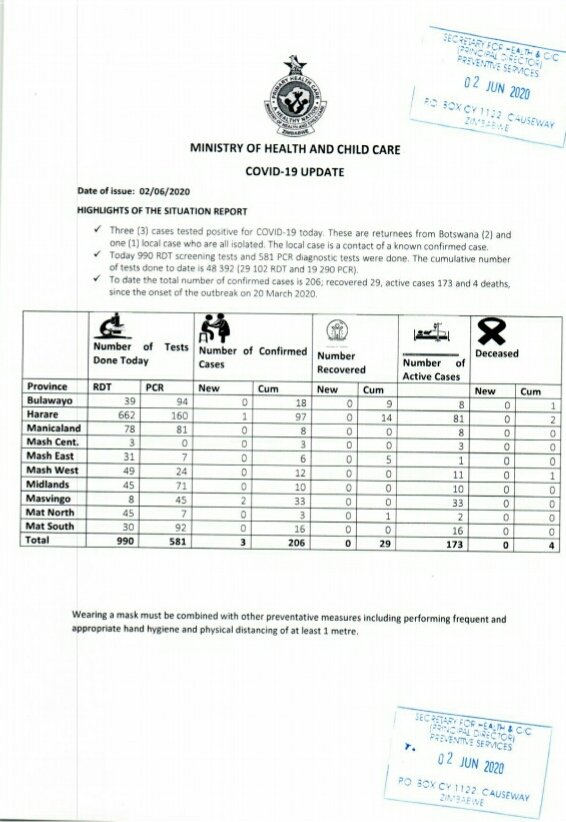 SECRETARY FOR HEALTH & C/C
(PRINCIPAL DIRECTOR)
PREVENTIVE SERVICES
02 JUN 2020
P.O. BOX CY 1122 CAUSEWAY
ZIMBABWE
PRIMARY HEALTH CARE
A HEALTHY NATION
MINISTRY OF HEALTH AND CHILD CARE
ZIMBABWE
MINISTRY OF HEALTH AND CHILD CARE
COVID-19 UPDATE
Date of issue: 02/06/2020
HIGHLIGHTS OF THE SITUATION REPORT
✓ Three (3) cases tested positive for COVID-19 today. These are returnees from Botswana (2) and
one (1) local case who are all isolated. The local case is a contact of a known confirmed case.
✓ Today 990 RDT screening tests and 581 PCR diagnostic tests were done. The cumulative number
of tests done to date is 48 392 (29 102 RDT and 19 290 PCR).
✓ To date the total number of confirmed cases is 206; recovered 29, active cases 173 and 4 deaths,
since the onset of the outbreak on 20 March 2020.
Number of Tests Done Today Number of Confirmed Cases Number Recovered Number of Active Cases Deceased
Province RDT PCR New Cum New Cum New Cum
Bulawayo 39 94 0 18 0 9 8 0 1
Harare 662 160 1 97 0 14 81 0 2
Manicaland 78 81 0 8 0 0 8 0 0
Mash Cent. 3 0 0 3 0 0 3 0 0
Mash East 31 7 0 6 0 5 1 0 0
Mash West 49 24 0 12 0 0 11 0 1
Midlands 45 71 0 10 0 0 10 0 0
Masvingo 8 45 2 33 0 0 33 0 0
Mat North 45 7 0 3 0 1 2 0 0
Mat South 30 92 0 16 0 0 16 0 0
Total 990 581 3 206 0 29 173 0 4
Wearing a mask must be combined with other preventative measures including performing frequent and
appropriate hand hygiene and physical distancing of at least 1 metre.
SECRETARY FOR HEALTH & C/C
(PRINCIPAL DIRECTOR)
PREVENTIVE SERVICES
02 JUN 2020
P.O. BOX CY 1122 CAUSEWAY
ZIMBABWE